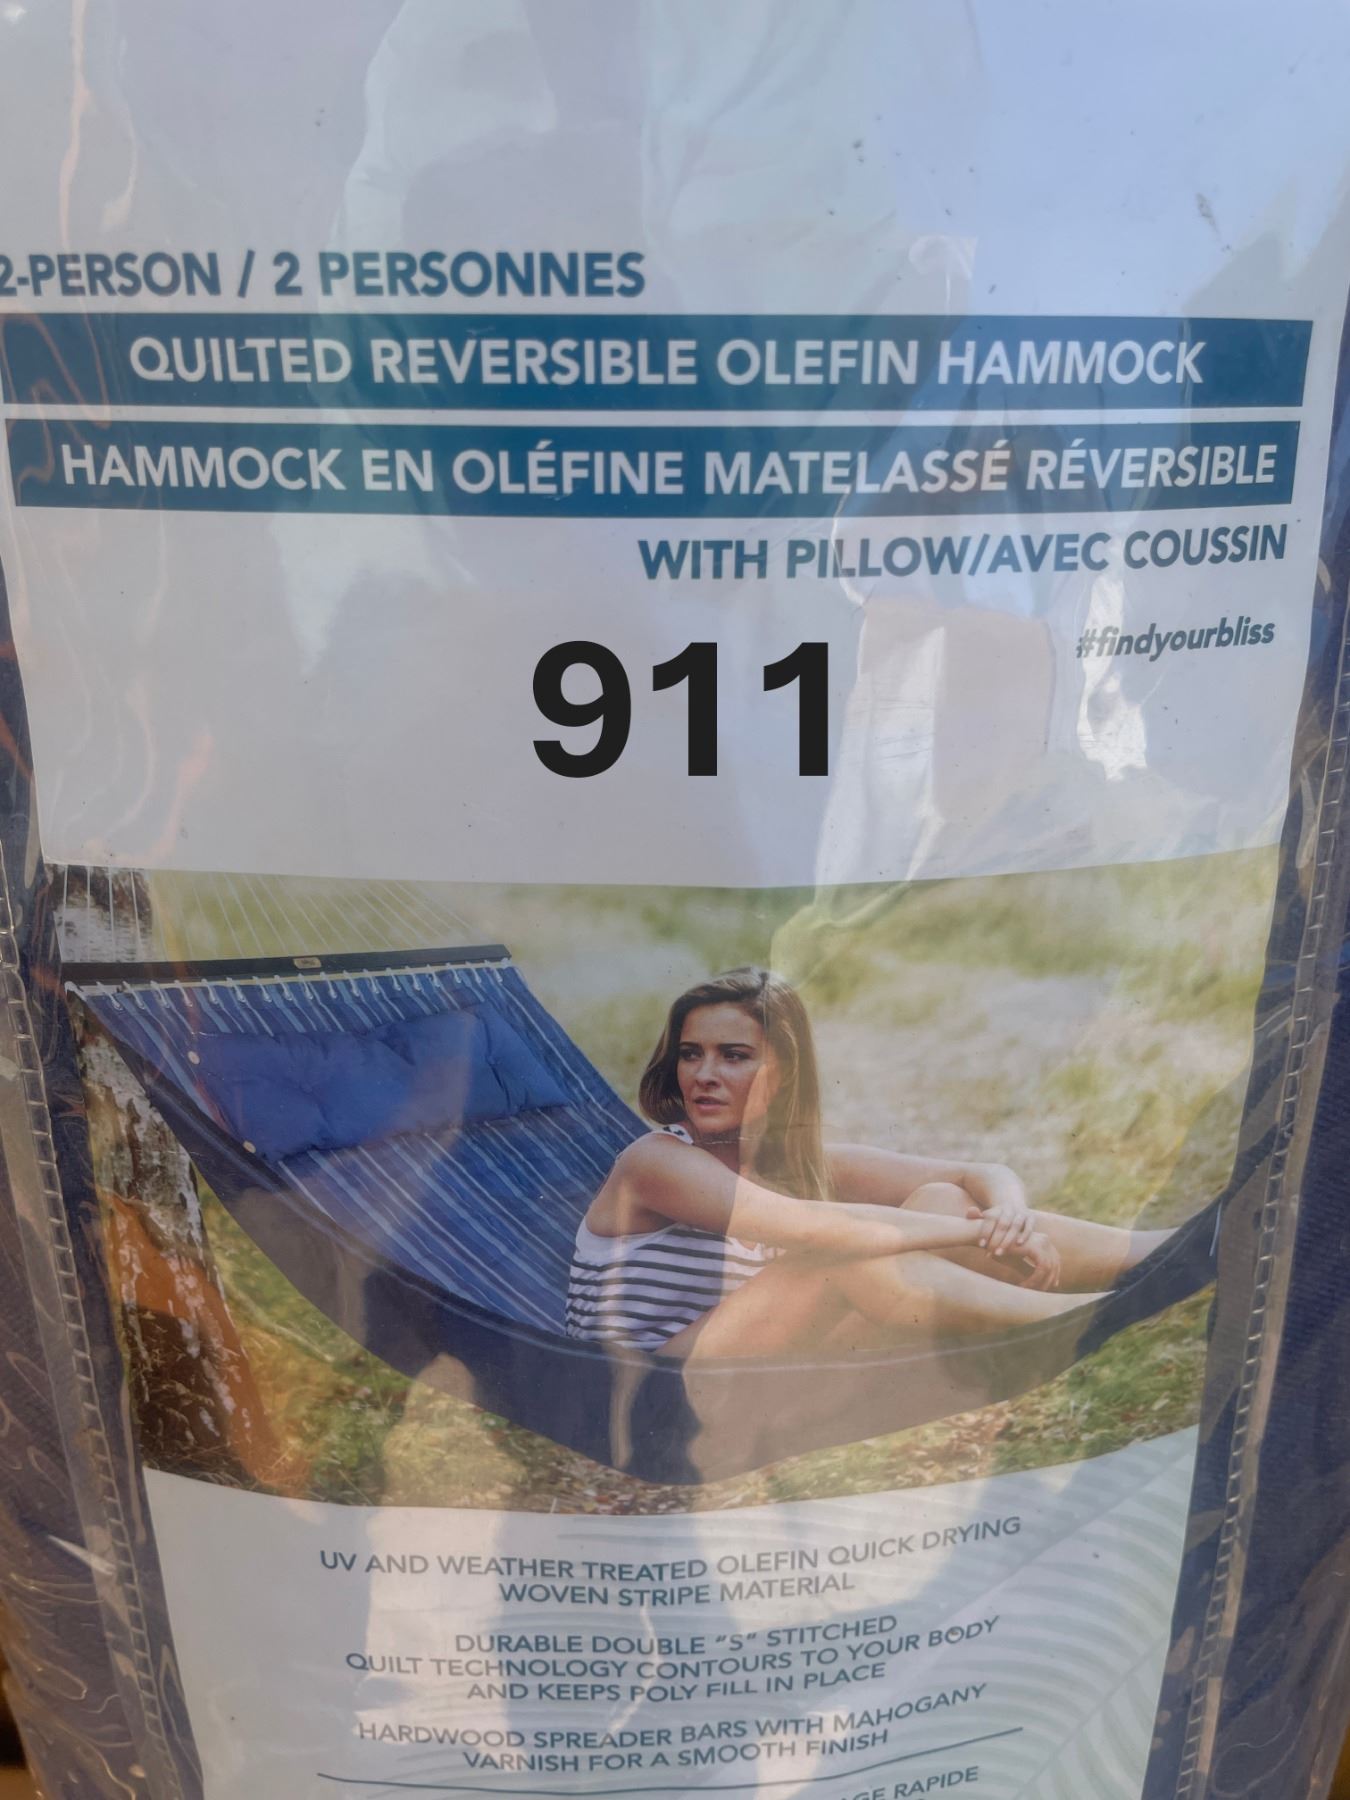 2-PERSON / 2 PERSONNES
QUILTED REVERSIBLE OLEFIN HAMMOCK
HAMMOCK EN OLÉFINE MATELASSÉ RÉVERSIBLE
WITH PILLOW/AVEC COUSSIN
#findyourbliss
911
UV AND WEATHER TREATED OLEFIN QUICK DRYING
WOVEN STRIPE MATERIAL
DURABLE DOUBLE “S” STITCHED
QUILT TECHNOLOGY CONTOURS TO YOUR BODY
AND KEEPS POLY FILL IN PLACE
HARDWOOD SPREADER BARS WITH MAHOGANY
VARNISH FOR A SMOOTH FINISH
RAPIDE